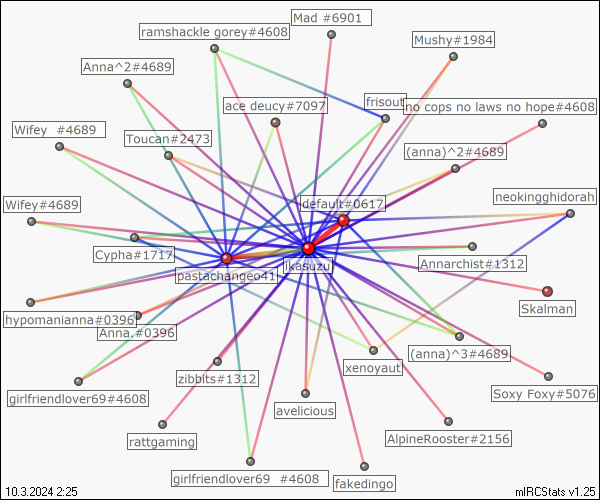 Mad #6901
ramshackle gorey#4608
Mushy#1984
Anna^2#4689
ace deucy#7097
frisout
no cops no laws no hope#4608
Wifey  #4689
Toucan#2473
(anna)^2#4689
default#0617
neokingghidorah
Wifey#4689
Cypha#1717
ikasuzu
Annarchist#1312
pastachangeo41
Skalman
hypomanianna#0396
Anna.#0396
(anna)^3#4689
xenoyaut
zibbits#1312
Soxy Foxy#5076
girlfriendlover69#4608
avelicious
rattgaming
AlpineRooster#2156
girlfriendlover69  #4608
fakedingo
10.3.2024 2:25
mIRCStats v1.25